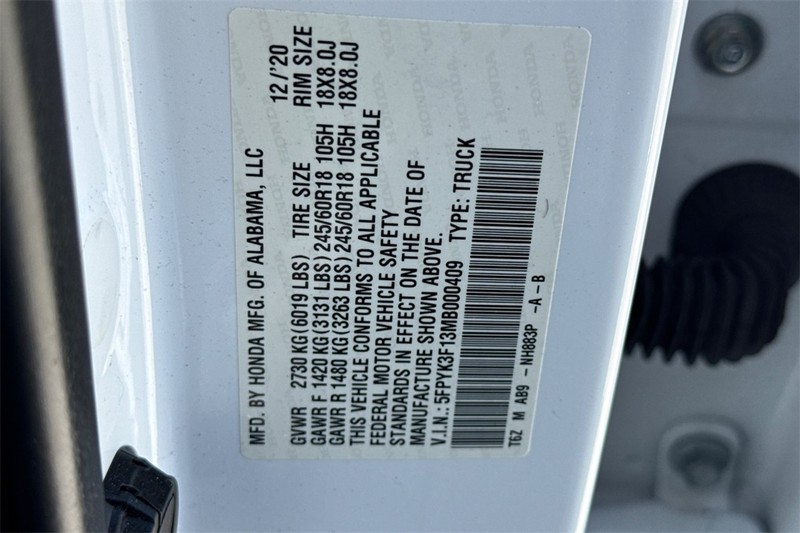 MFD. BY HONDA MFG. OF ALABAMA, LLC 12/'20
GVWR 2730 KG (6019 LBS) TIRE SIZE RIM SIZE
GAWR F 1420 KG (3131 LBS) 245/60R18 105H 18X8.0J
GAWR R 1480 KG (3263 LBS) 245/60R18 105H 18X8.0J
THIS VEHICLE CONFORMS TO ALL APPLICABLE
FEDERAL MOTOR VEHICLE SAFETY
STANDARDS IN EFFECT ON THE DATE OF
MANUFACTURE SHOWN ABOVE.
V.I.N.: 5FPYK3F13MB000409 TYPE: TRUCK
T6Z M AB9 - NH883P -A - B